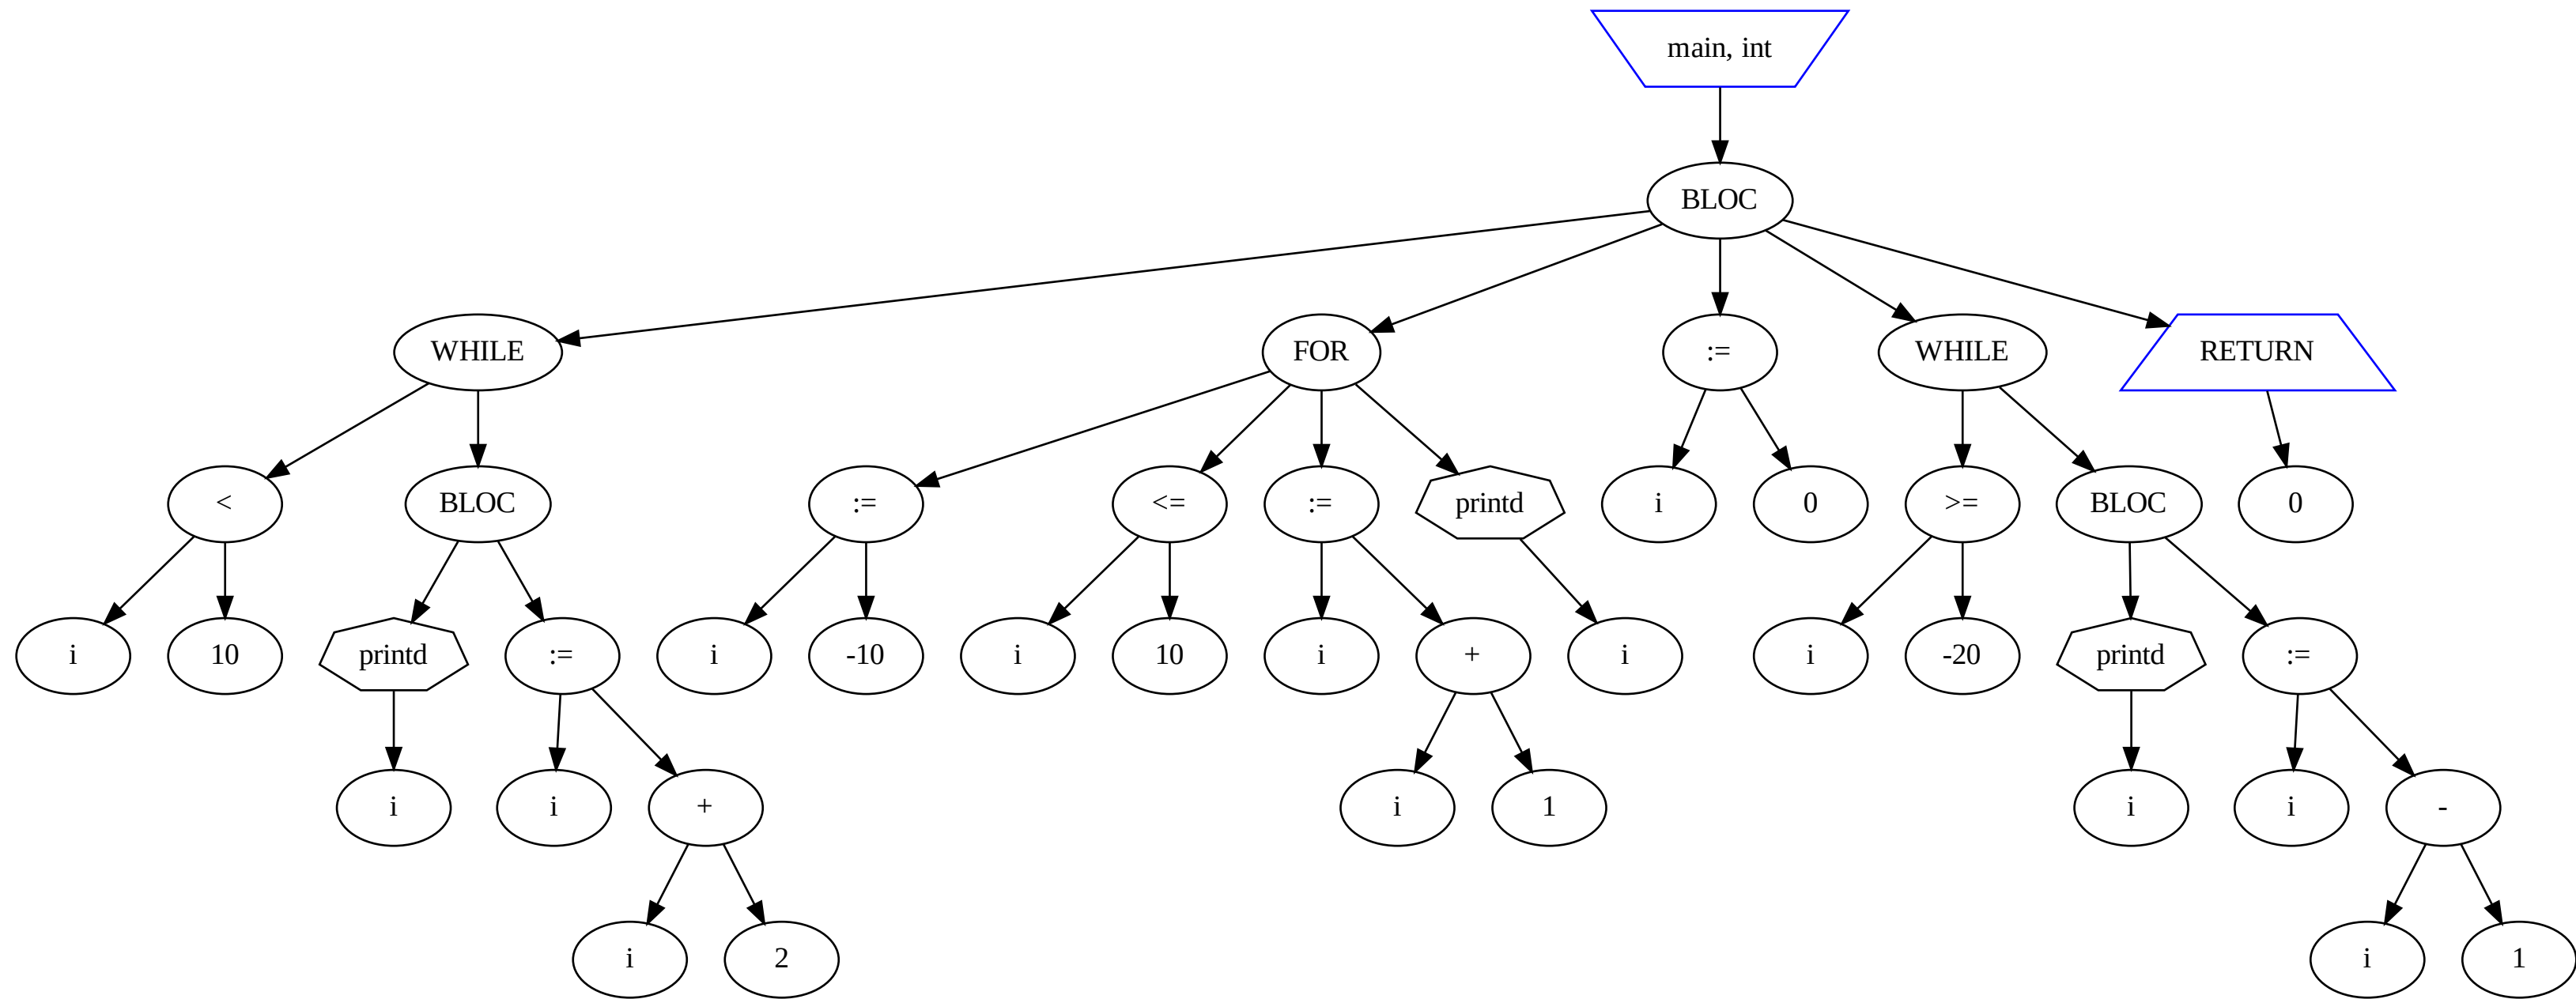 main, int
BLOC
WHILE
FOR
:=
WHILE
RETURN
<
BLOC
:=
<=
:=
printd
i
0
>=
BLOC
0
i
10
printd
:=
i
-10
i
10
i
+
i
i
-20
printd
:=
i
i
+
i
1
i
i
-
i
2
i
1